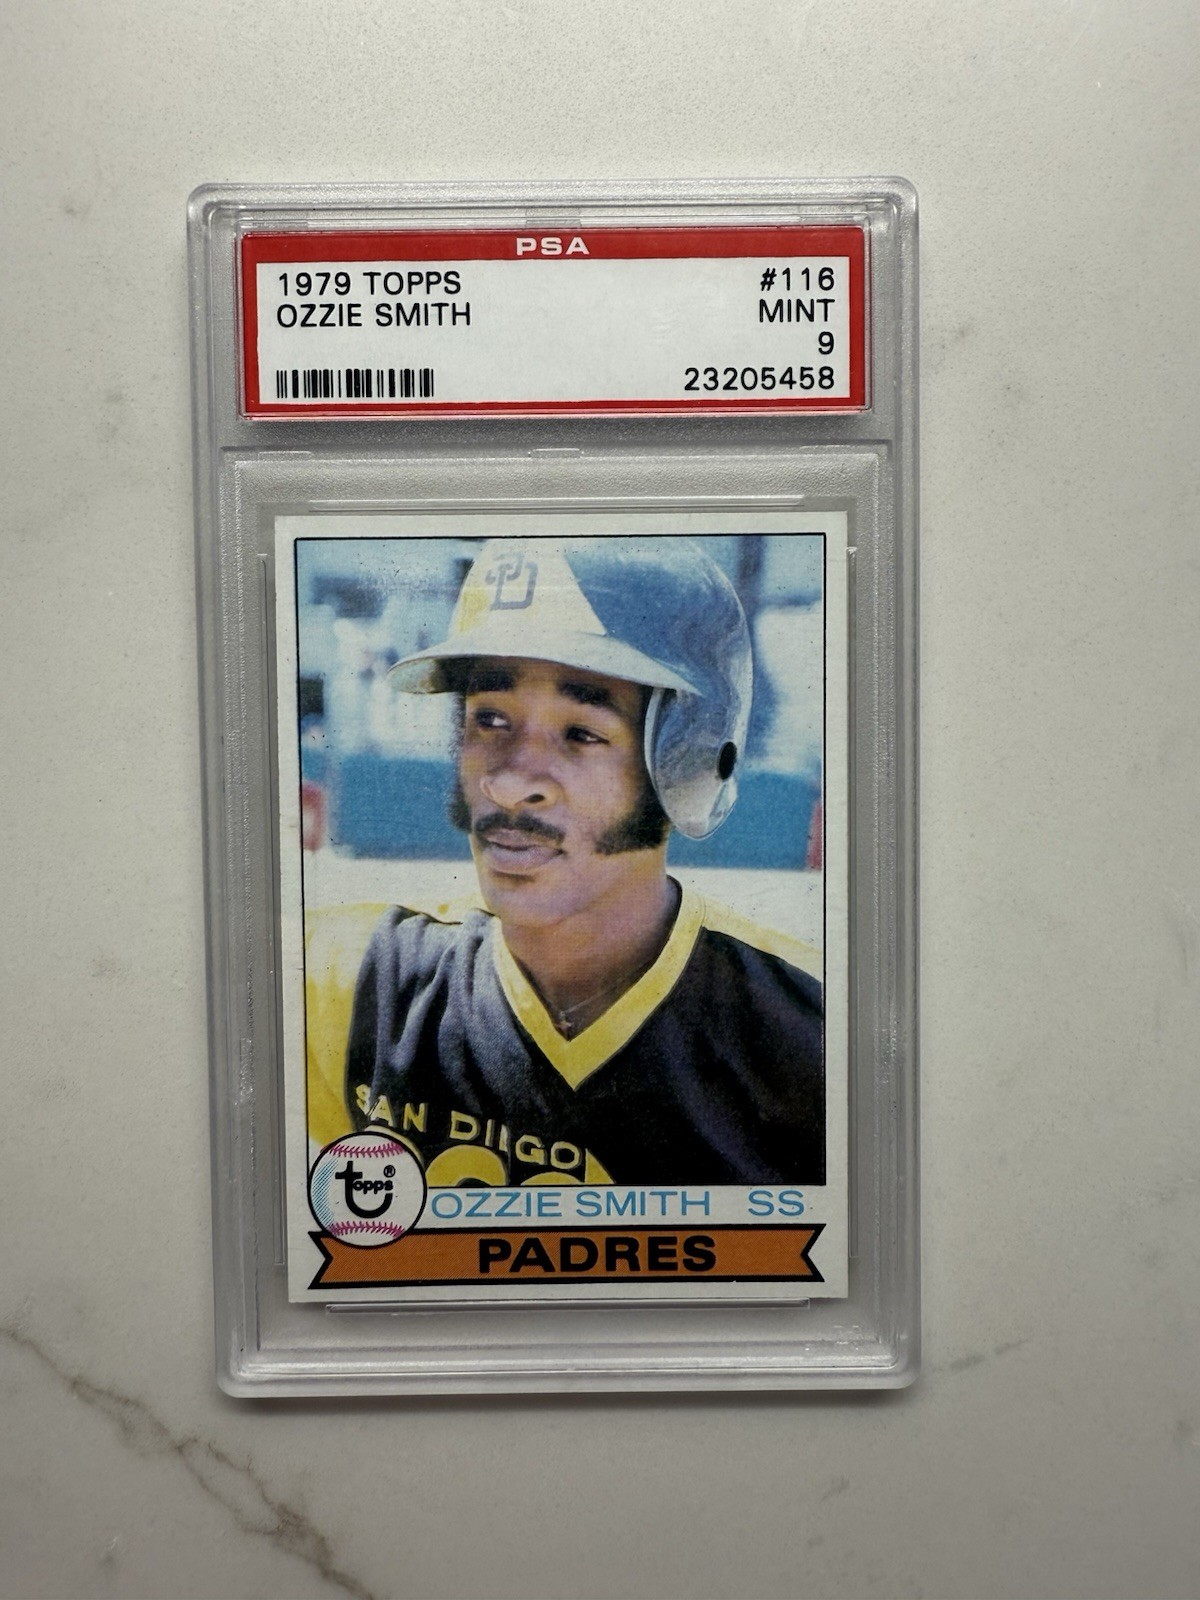 PSA
1979 TOPPS #116
OZZIE SMITH MINT
9
23205458
SAN DIEGO
Topps®
OZZIE SMITH SS
PADRES